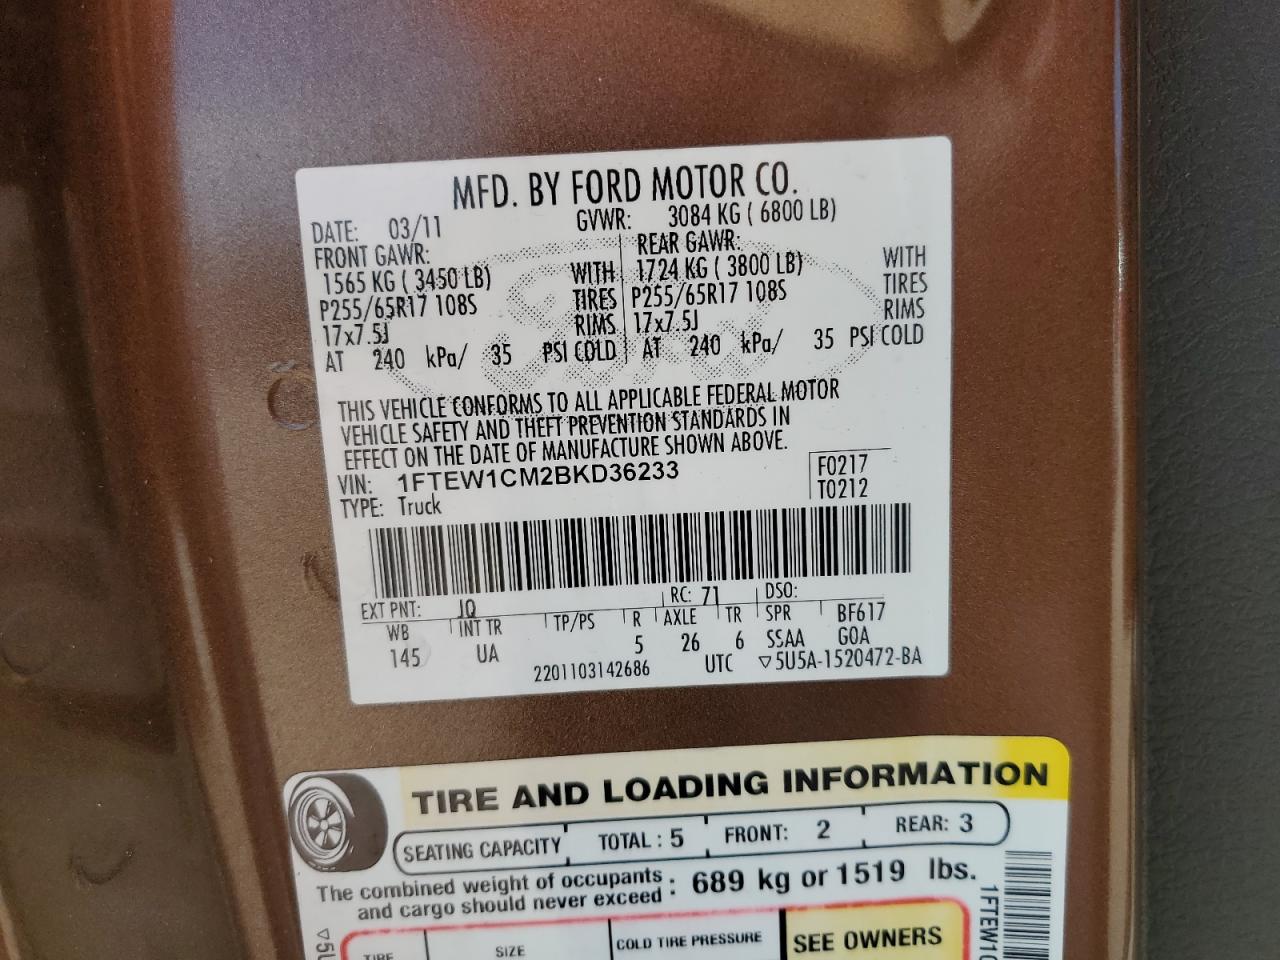 MFD. BY FORD MOTOR CO.
DATE: 03/11 GVWR: 3084 KG ( 6800 LB)
FRONT GAWR: REAR GAWR:
1565 KG ( 3450 LB) WITH 1724 KG ( 3800 LB) WITH
P255/65R17 108S TIRES P255/65R17 108S TIRES
17x7.5J RIMS 17x7.5J RIMS
AT 240 kPa/ 35 PSI COLD AT 240 kPa/ 35 PSI COLD
THIS VEHICLE CONFORMS TO ALL APPLICABLE FEDERAL MOTOR
VEHICLE SAFETY AND THEFT PREVENTION STANDARDS IN
EFFECT ON THE DATE OF MANUFACTURE SHOWN ABOVE.
VIN: 1FTEW1CM2BKD36233 F0217
TYPE: Truck T0212
EXT PNT: JQ RC: 71 DSO:
WB INT TR TP/PS R AXLE TR SPR BF617
145 UA 5 26 6 SSAA GOA
2201103142686 UTC ▽5U5A-1520472-BA
TIRE AND LOADING INFORMATION
SEATING CAPACITY TOTAL : 5 FRONT: 2 REAR: 3
The combined weight of occupants
and cargo should never exceed : 689 kg or 1519 lbs.
TIRE SIZE COLD TIRE PRESSURE SEE OWNERS
▽5U
1FTEW1C